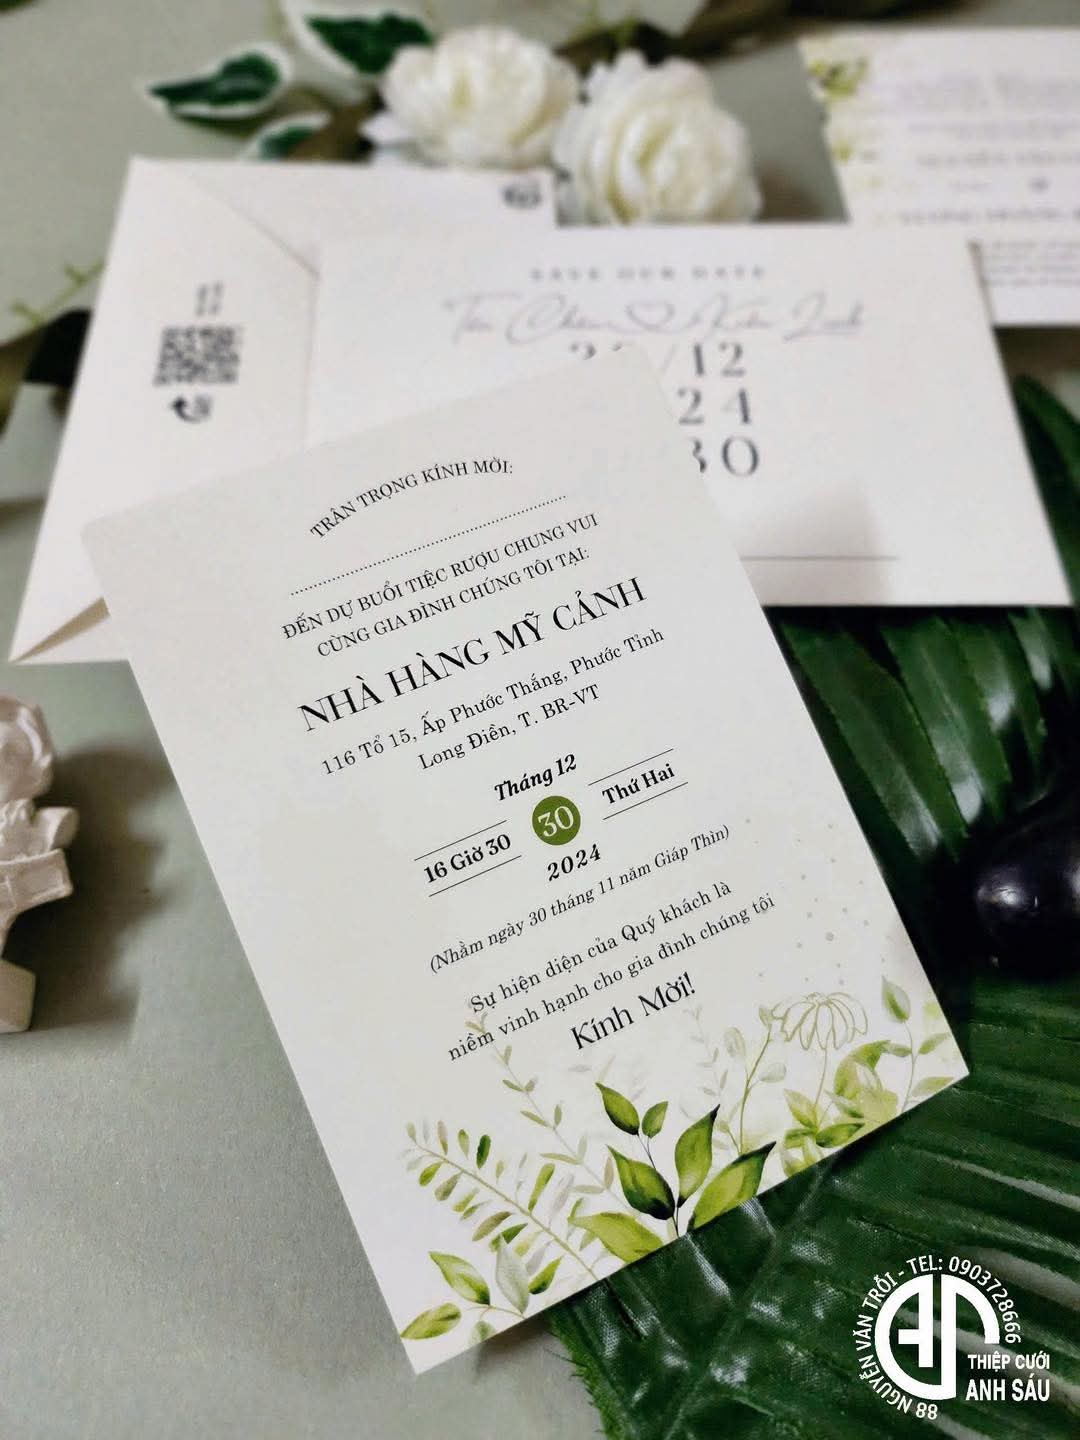 SAVE OUR DATE
/12
24
30
TRÂN TRỌNG KÍNH MỜI:
ĐẾN DỰ BUỔI TIỆC RƯỢU CHUNG VUI
CÙNG GIA ĐÌNH CHÚNG TÔI TẠI:
NHÀ HÀNG MỸ CẢNH
116 Tổ 15, Ấp Phước Thắng, Phước Tỉnh
Long Điền, T. BR-VT
Tháng 12
16 Giờ 30
30
Thứ Hai
2024
(Nhằm ngày 30 tháng 11 năm Giáp Thìn)
Sự hiện diện của Quý khách là
niềm vinh hạnh cho gia đình chúng tôi
Kính Mời!
88 NGUYỄN VĂN TRỖI - TEL: 0903728666
THIỆP CƯỚI
ANH SÁU